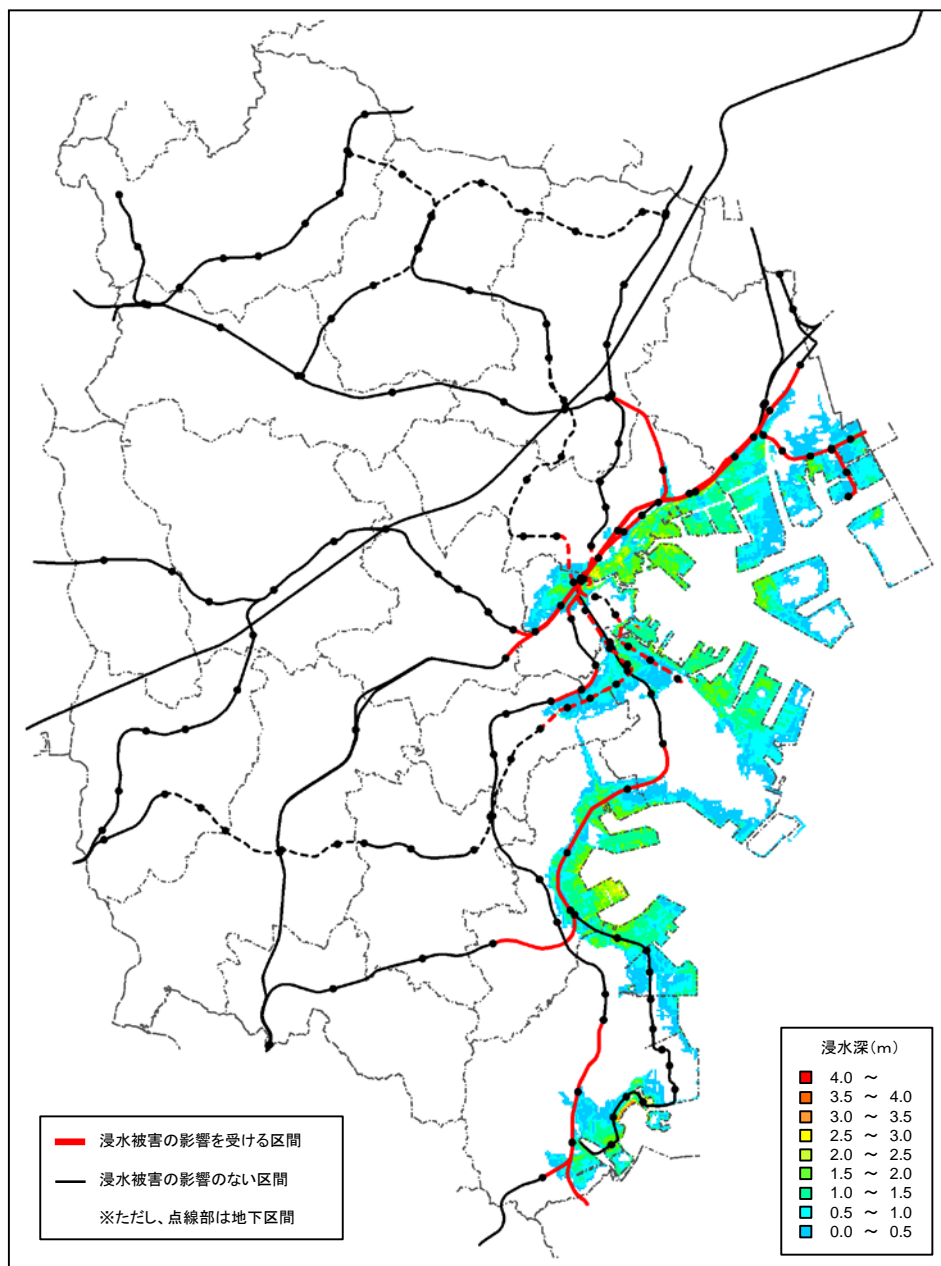 浸水被害の影響を受ける区間
浸水被害の影響のない区間
※ただし、点線部は地下区間
浸水深(m)
4.0 ～
3.5 ～ 4.0
3.0 ～ 3.5
2.5 ～ 3.0
2.0 ～ 2.5
1.5 ～ 2.0
1.0 ～ 1.5
0.5 ～ 1.0
0.0 ～ 0.5